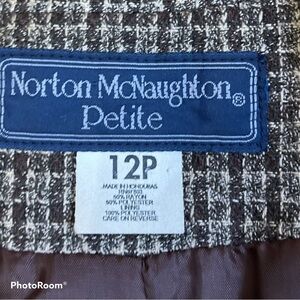 Norton McNaughton®
Petite
12P
MADE IN HONDURAS
50% RAYON
50% POLYESTER
LINING
100% POLYESTER
CARE ON REVERSE
PhotoRoom®